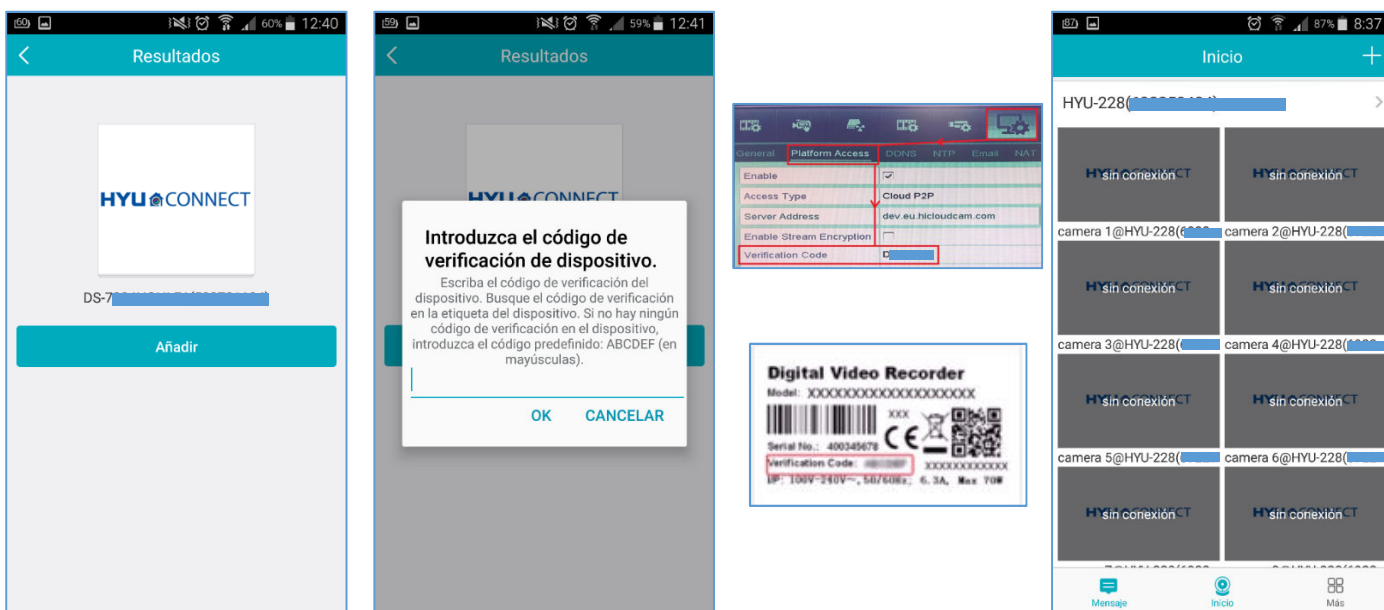 60 60% 12:40
Resultados
HYU CONNECT
DS-7
Añadir
59 59% 12:41
Resultados
HYU CONNECT
Introduzca el código de
verificación de dispositivo.
Escriba el código de verificación del
dispositivo. Busque el código de verificación
en la etiqueta del dispositivo. Si no hay ningún
código de verificación en el dispositivo,
introduzca el código predefinido: ABCDEF (en
mayúsculas).
OK CANCELAR
General Platform Access DDNS NTP Email NAT
Enable
Access Type Cloud P2P
Server Address dev.eu.hicloudcam.com
Enable Stream Encryption
Verification Code D
Digital Video Recorder
Model: XXXXXXXXXXXXXXXXXXXX
XXX
CE
Serial No.: 400345678
Verification Code: XXXXXXXXXXXX
I/P: 100V-240V~, 50/60Hz, 6.3A, Max 70W
87 87% 8:37
Inicio
HYU-228(
sin conexión sin conexión
camera 1@HYU-228( camera 2@HYU-228(
sin conexión sin conexión
camera 3@HYU-228( camera 4@HYU-228(
sin conexión sin conexión
camera 5@HYU-228( camera 6@HYU-228(
sin conexión sin conexión
Mensaje Inicio Más